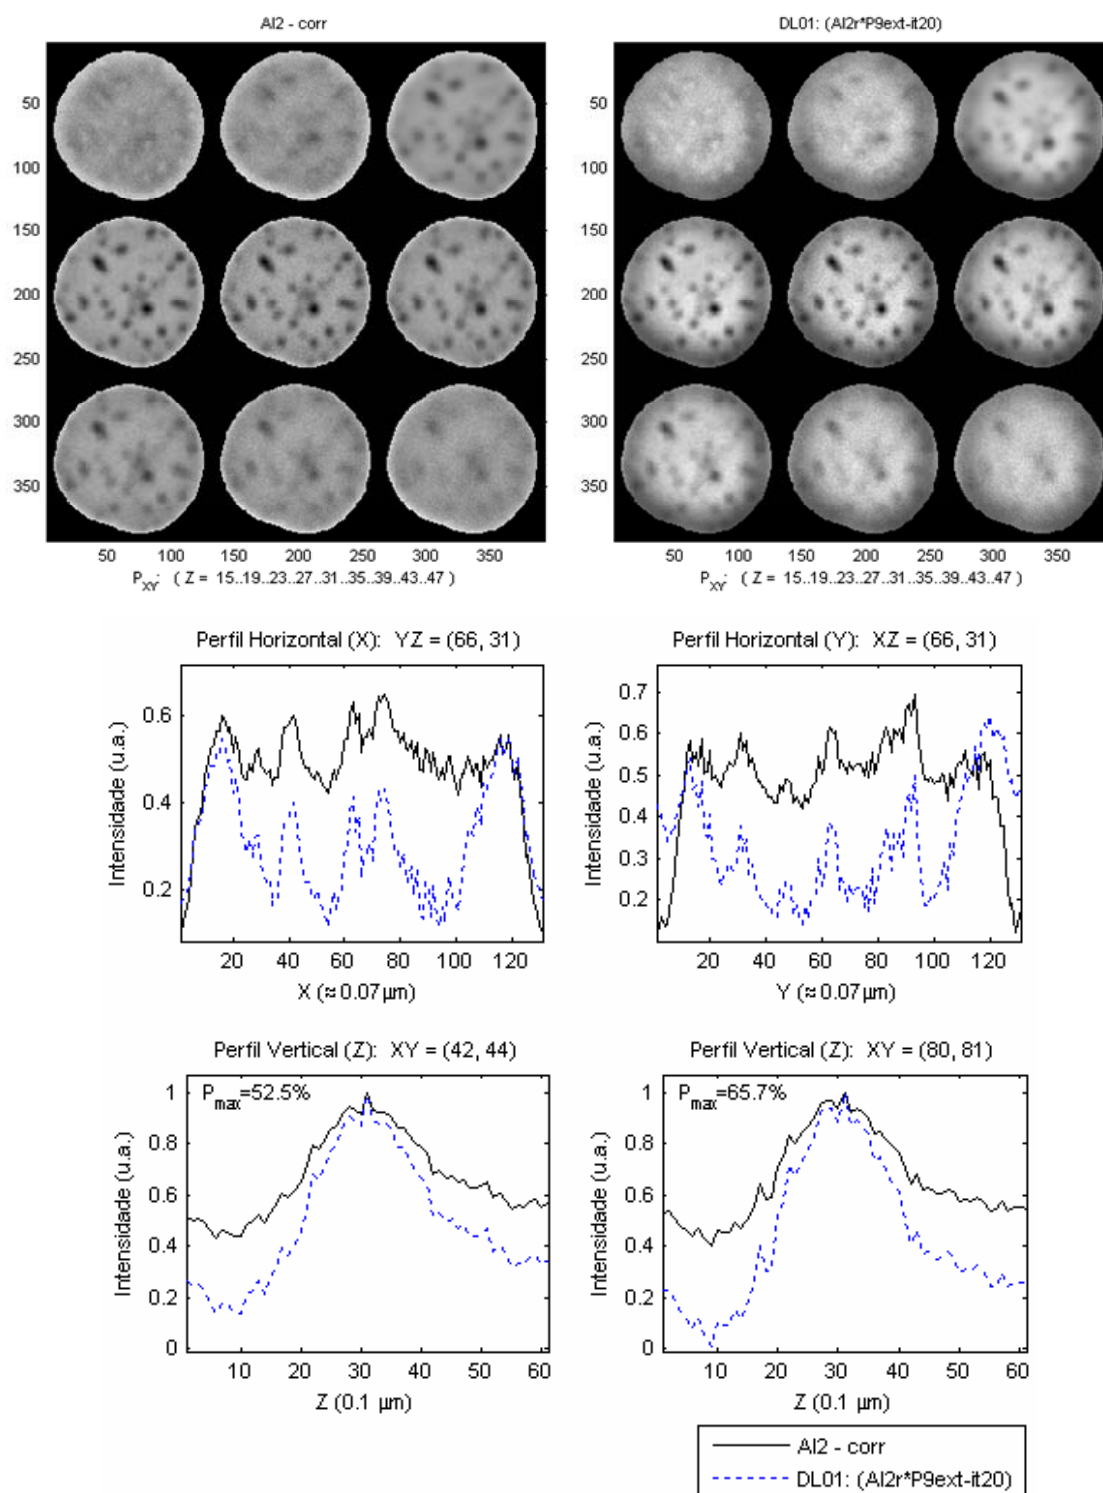 AI2 - corr
DL01: (AI2r*P9ext-it20)
50
100
150
200
250
300
350
50 100 150 200 250 300 350
P_XY: ( Z = 15..19..23..27..31..35..39..43..47 )
50 100 150 200 250 300 350
50 100 150 200 250 300 350
P_XY: ( Z = 15..19..23..27..31..35..39..43..47 )
Perfil Horizontal (X): YZ = (66, 31)
Intensidade (u.a.)
0.6
0.4
0.2
20 40 60 80 100 120
X (≈0.07µm)
Perfil Horizontal (Y): XZ = (66, 31)
Intensidade (u.a.)
0.7
0.6
0.5
0.4
0.3
0.2
20 40 60 80 100 120
Y (≈0.07µm)
Perfil Vertical (Z): XY = (42, 44)
P_max=52.5%
Intensidade (u.a.)
1
0.8
0.6
0.4
0.2
0
10 20 30 40 50 60
Z (0.1 µm)
Perfil Vertical (Z): XY = (80, 81)
P_max=65.7%
Intensidade (u.a.)
1
0.8
0.6
0.4
0.2
0
10 20 30 40 50 60
Z (0.1 µm)
AI2 - corr
DL01: (AI2r*P9ext-it20)